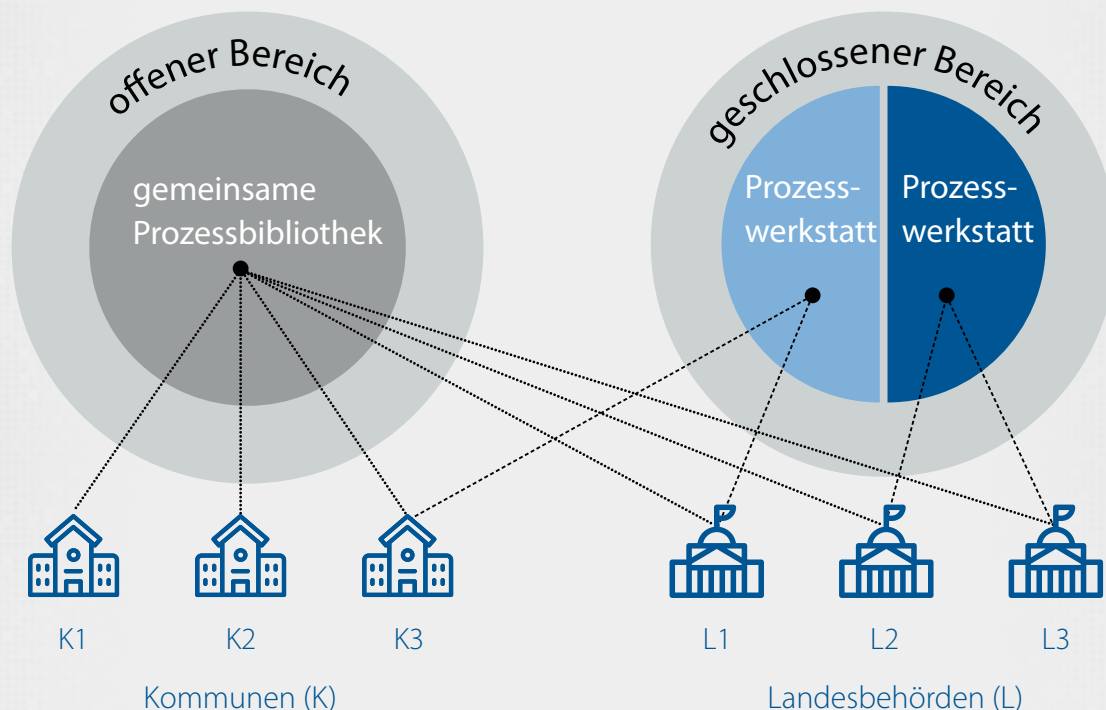 offener Bereich
gemeinsame
Prozessbibliothek
geschlossener Bereich
Prozess-
werkstatt
Prozess-
werkstatt
K1
K2
K3
L1
L2
L3
Kommunen (K)
Landesbehörden (L)